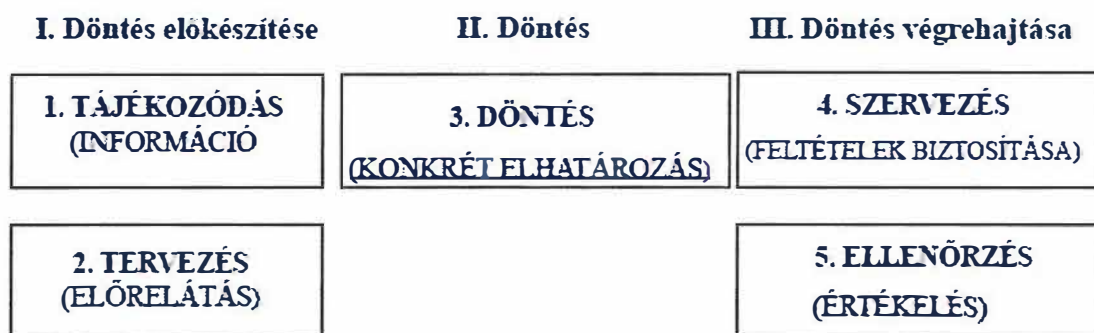 I. Döntés előkészítése
II. Döntés
III. Döntés végrehajtása
1. TÁJÉKOZÓDÁS
(INFORMÁCIÓ
3. DÖNTÉS
(KONKRÉT ELHATÁROZÁS)
4. SZERVEZÉS
(FELTÉTELEK BIZTOSÍTÁSA)
2. TERVEZÉS
(ELŐRELÁTÁS)
5. ELLENŐRZÉS
(ÉRTÉKELÉS)